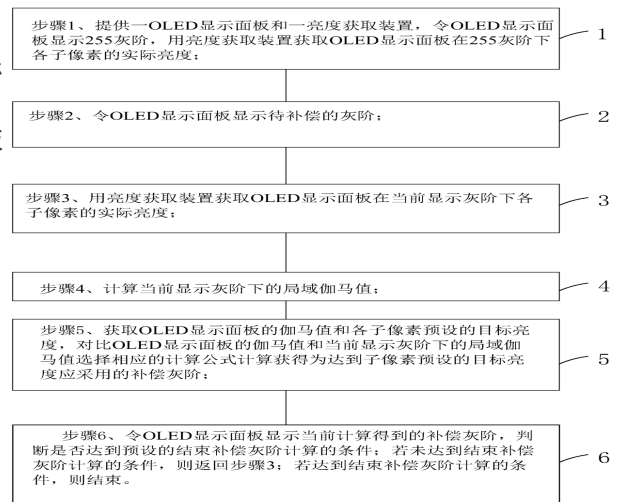 步骤1、提供一OLED显示面板和一亮度获取装置，令OLED显示面
板显示255灰阶，用亮度获取装置获取OLED显示面板在255灰阶下
各子像素的实际亮度；
1
步骤2、令OLED显示面板显示待补偿的灰阶；
2
步骤3、用亮度获取装置获取OLED显示面板在当前显示灰阶下各
子像素的实际亮度；
3
步骤4、计算当前显示灰阶下的局域伽马值；
4
步骤5、获取OLED显示面板的伽马值和各子像素预设的目标亮
度，对比OLED显示面板的伽马值和当前显示灰阶下的局域伽
马值选择相应的计算公式计算获得为达到子像素预设的目标亮
度应采用的补偿灰阶；
5
步骤6、令OLED显示面板显示当前计算得到的补偿灰阶，判
断是否达到预设的结束补偿灰阶计算的条件；若未达到结束补偿
灰阶计算的条件，则返回步骤3；若达到结束补偿灰阶计算的条
件，则结束。
6